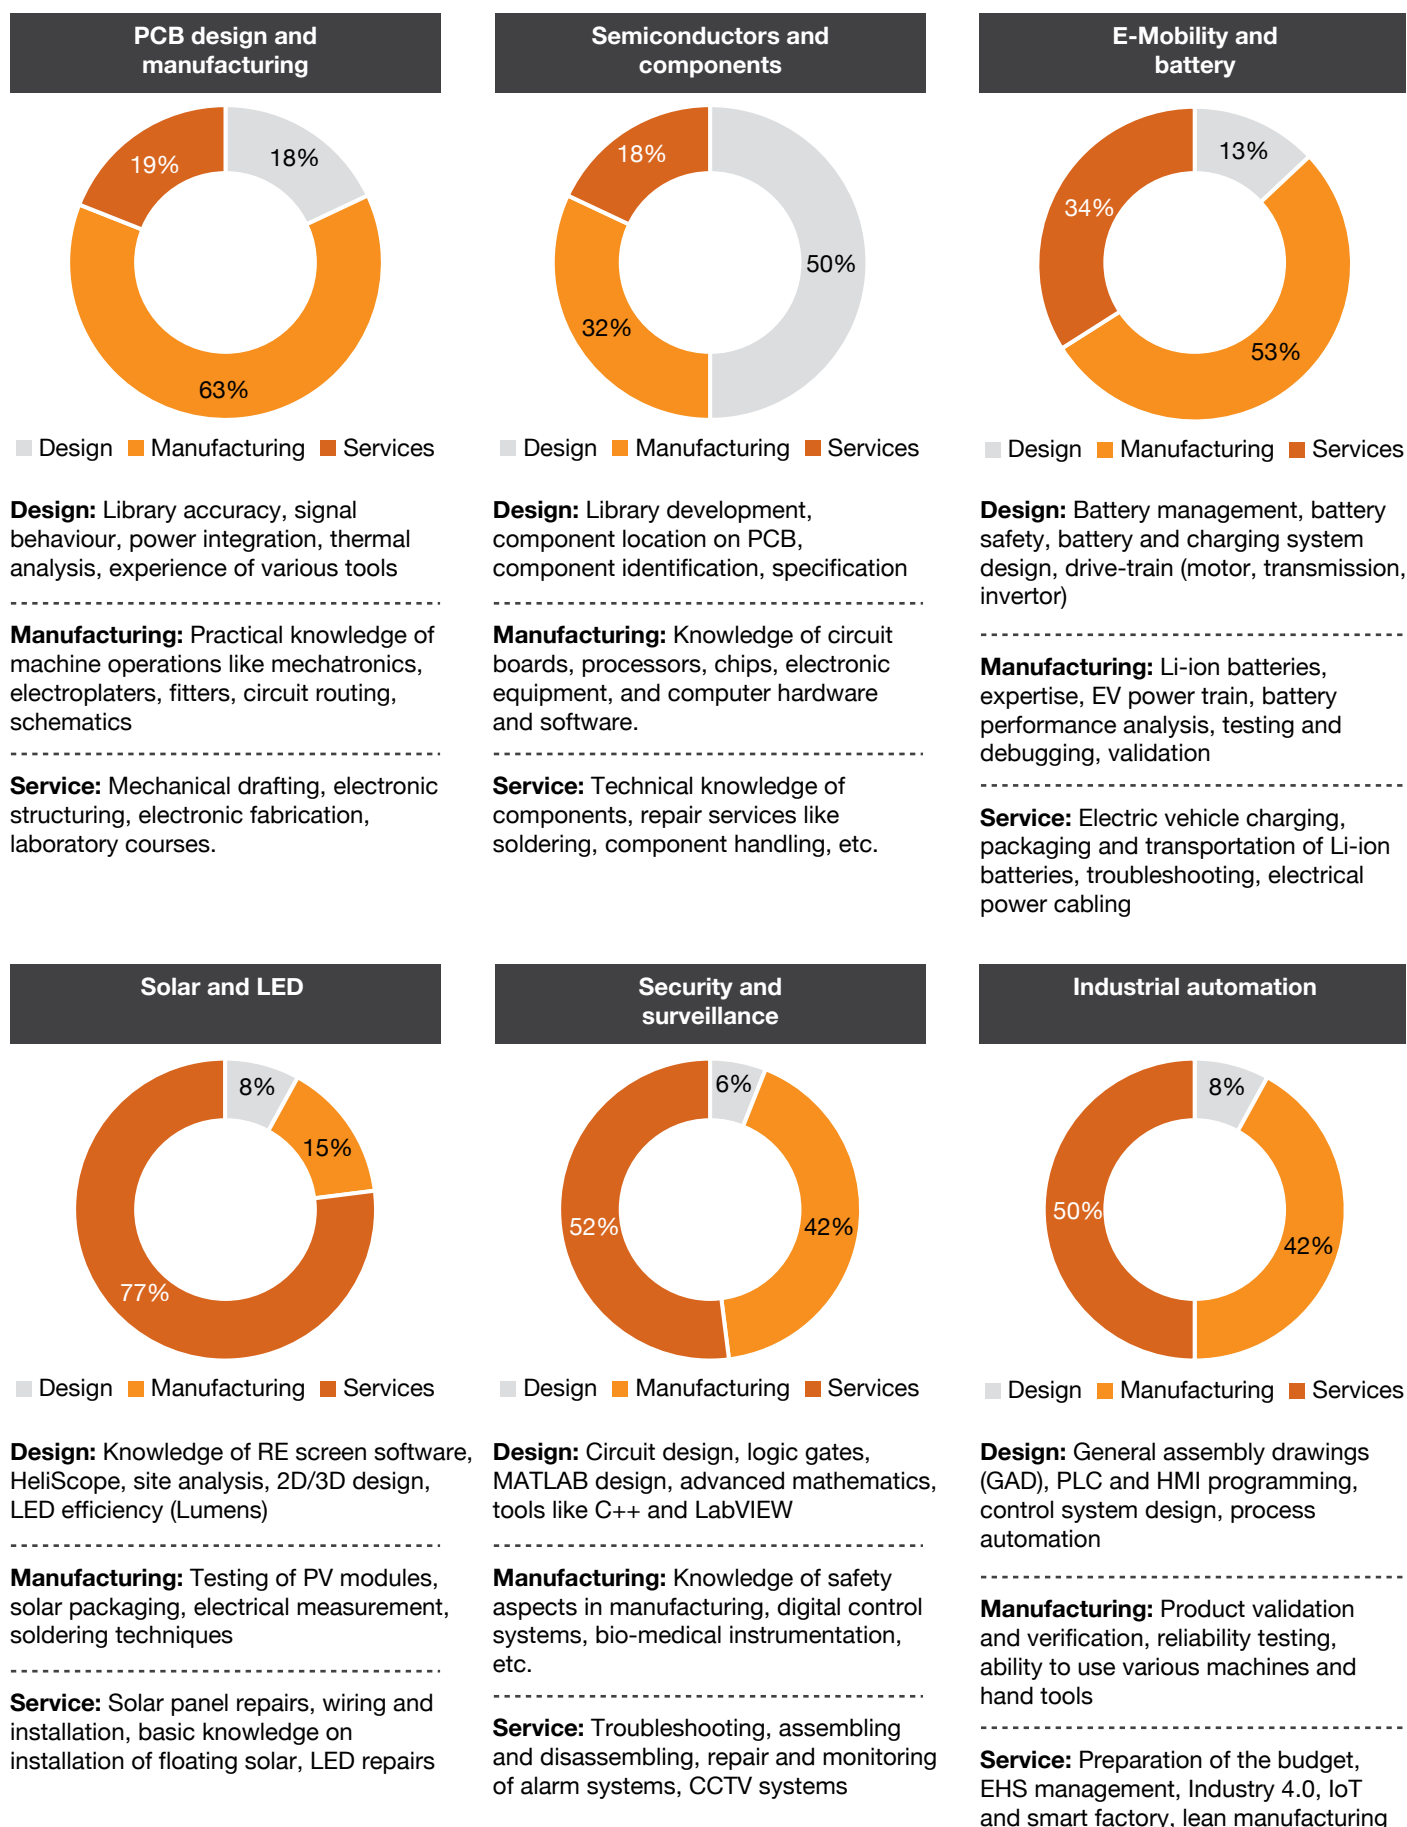 PCB design and
manufacturing
18%
63%
19%
Design Manufacturing Services
Design: Library accuracy, signal
behaviour, power integration, thermal
analysis, experience of various tools
Manufacturing: Practical knowledge of
machine operations like mechatronics,
electroplaters, fitters, circuit routing,
schematics
Service: Mechanical drafting, electronic
structuring, electronic fabrication,
laboratory courses.
Semiconductors and
components
50%
32%
18%
Design Manufacturing Services
Design: Library development,
component location on PCB,
component identification, specification
Manufacturing: Knowledge of circuit
boards, processors, chips, electronic
equipment, and computer hardware
and software.
Service: Technical knowledge of
components, repair services like
soldering, component handling, etc.
E-Mobility and
battery
13%
53%
34%
Design Manufacturing Services
Design: Battery management, battery
safety, battery and charging system
design, drive-train (motor, transmission,
invertor)
Manufacturing: Li-ion batteries,
expertise, EV power train, battery
performance analysis, testing and
debugging, validation
Service: Electric vehicle charging,
packaging and transportation of Li-ion
batteries, troubleshooting, electrical
power cabling
Solar and LED
8%
15%
77%
Design Manufacturing Services
Design: Knowledge of RE screen software,
HeliScope, site analysis, 2D/3D design,
LED efficiency (Lumens)
Manufacturing: Testing of PV modules,
solar packaging, electrical measurement,
soldering techniques
Service: Solar panel repairs, wiring and
installation, basic knowledge on
installation of floating solar, LED repairs
Security and
surveillance
6%
42%
52%
Design Manufacturing Services
Design: Circuit design, logic gates,
MATLAB design, advanced mathematics,
tools like C++ and LabVIEW
Manufacturing: Knowledge of safety
aspects in manufacturing, digital control
systems, bio-medical instrumentation,
etc.
Service: Troubleshooting, assembling
and disassembling, repair and monitoring
of alarm systems, CCTV systems
Industrial automation
8%
42%
50%
Design Manufacturing Services
Design: General assembly drawings
(GAD), PLC and HMI programming,
control system design, process
automation
Manufacturing: Product validation
and verification, reliability testing,
ability to use various machines and
hand tools
Service: Preparation of the budget,
EHS management, Industry 4.0, IoT
and smart factory, lean manufacturing